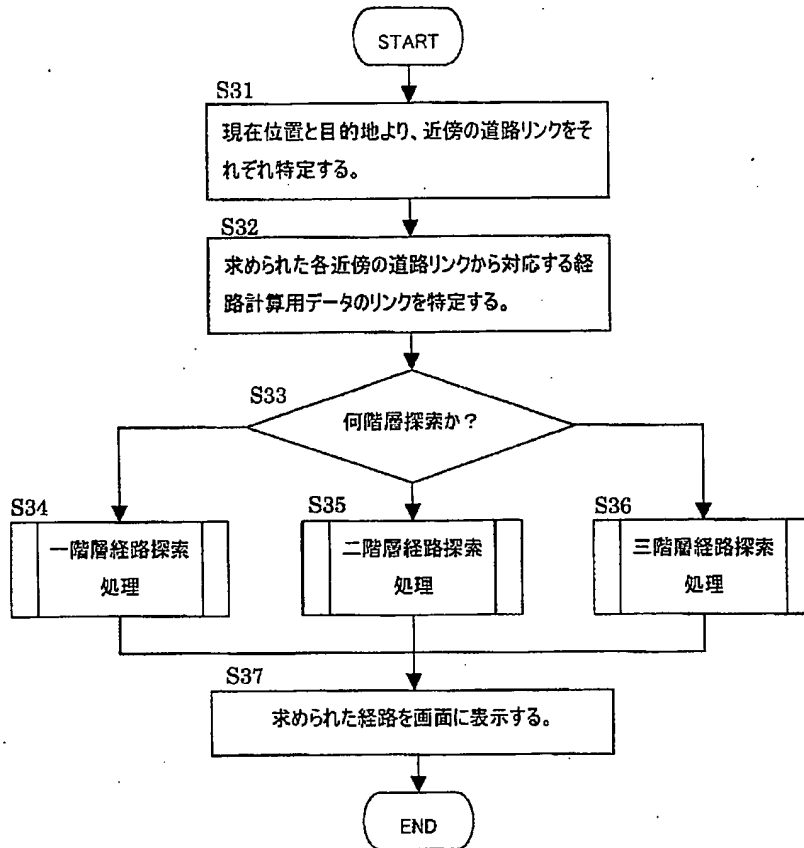 START
S31
現在位置と目的地より、近傍の道路リンクをそ
れぞれ特定する。
S32
求められた各近傍の道路リンクから対応する経
路計算用データのリンクを特定する。
S33
何階層探索か？
S34
一階層経路探索
処理
S35
二階層経路探索
処理
S36
三階層経路探索
処理
S37
求められた経路を画面に表示する。
END